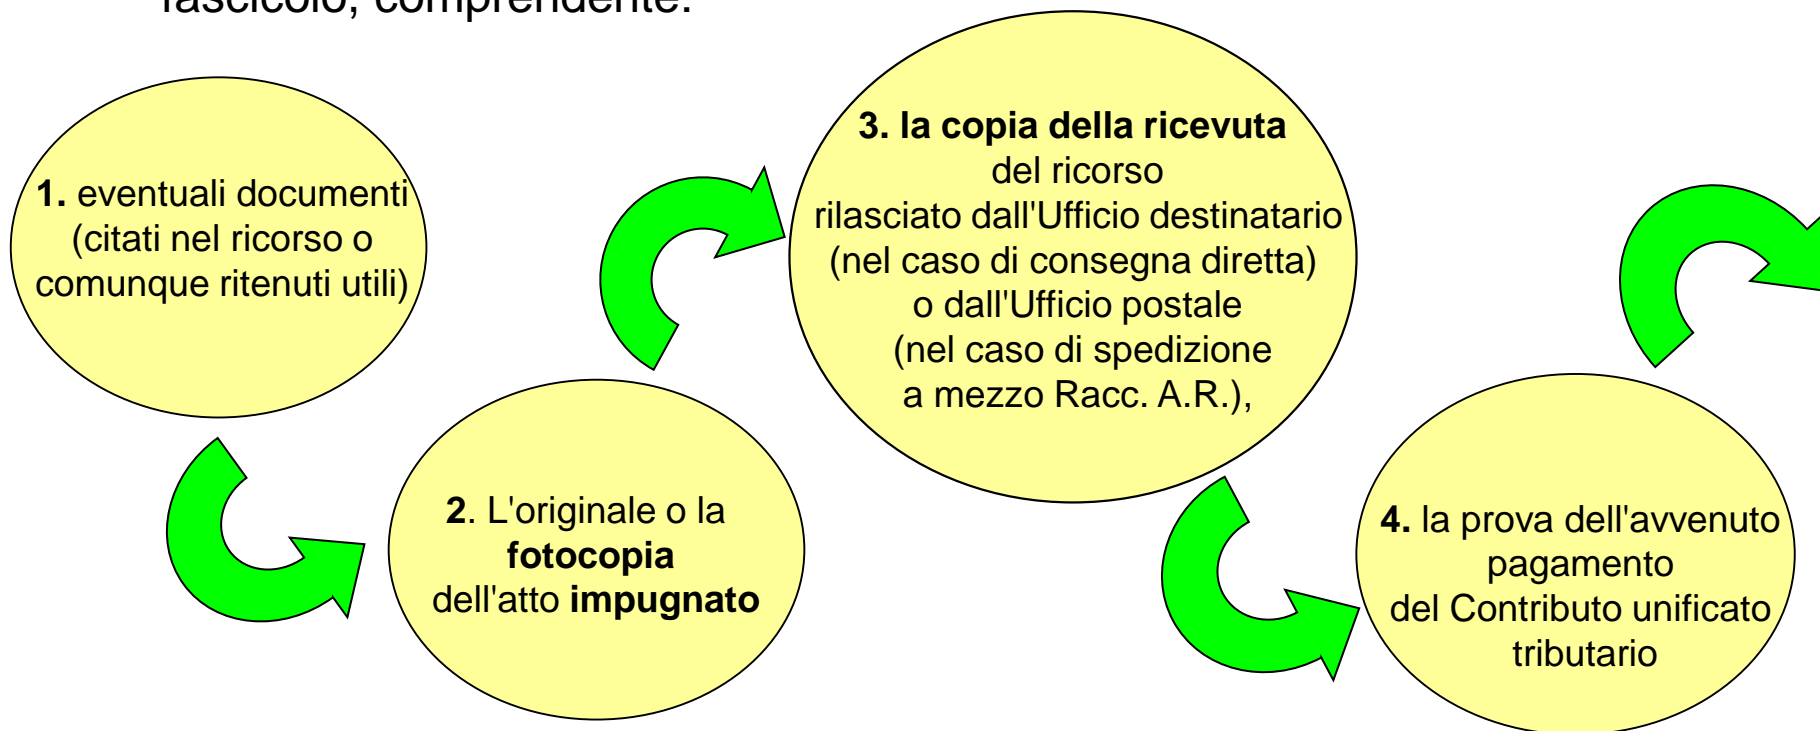 fascicolo, comprendente:
1. eventuali documenti
(citati nel ricorso o
comunque ritenuti utili)
2. L'originale o la
fotocopia
dell'atto impugnato
3. la copia della ricevuta
del ricorso
rilasciato dall'Ufficio destinatario
(nel caso di consegna diretta)
o dall'Ufficio postale
(nel caso di spedizione
a mezzo Racc. A.R.),
4. la prova dell'avvenuto
pagamento
del Contributo unificato
tributario